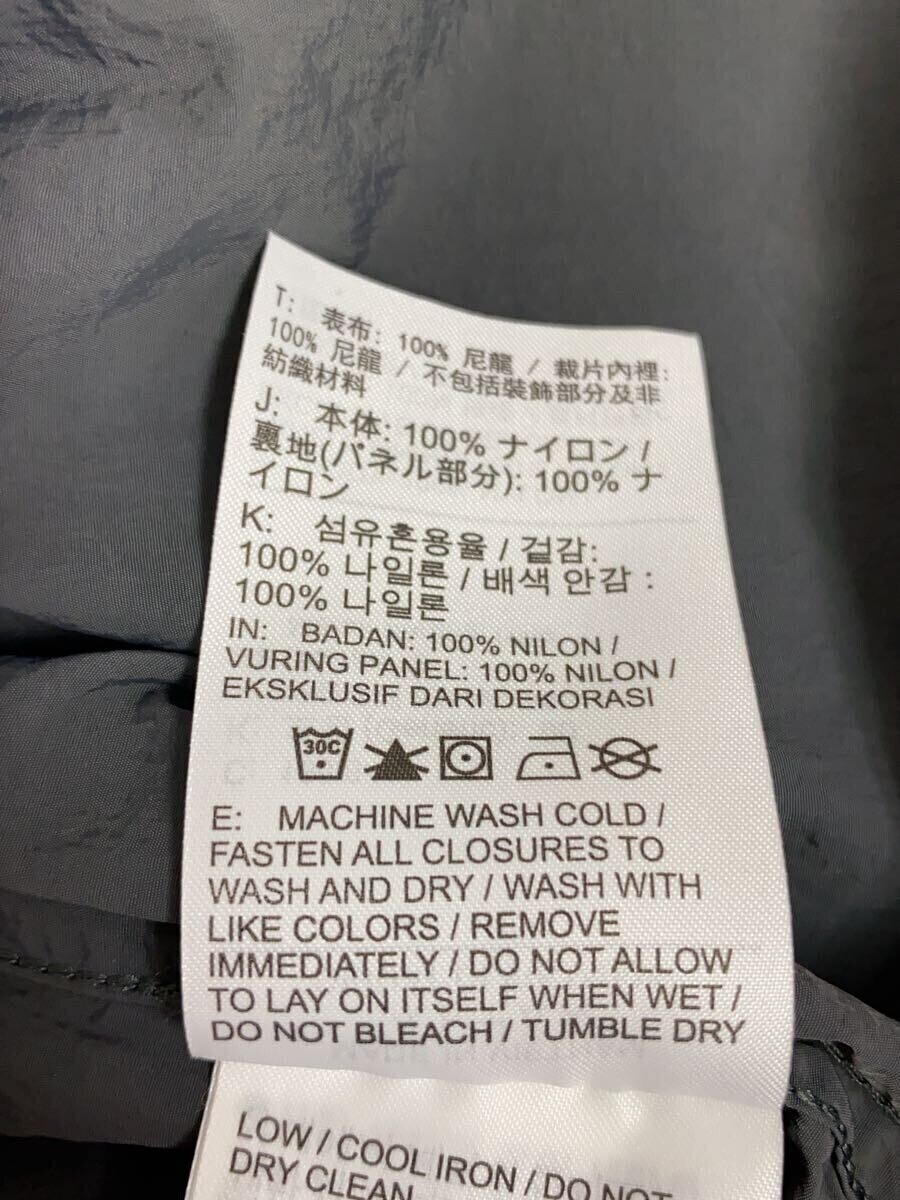 T: 表布: 100% 尼龍 / 裁片內裡:
100% 尼龍 / 不包括裝飾部分及非
紡織材料
J: 本体: 100% ナイロン /
裏地(パネル部分): 100% ナ
イロン
K: 섬유혼용율 / 겉감:
100% 나일론 / 배색 안감 :
100% 나일론
IN: BADAN: 100% NILON /
VURING PANEL: 100% NILON /
EKSKLUSIF DARI DEKORASI
30C
E: MACHINE WASH COLD /
FASTEN ALL CLOSURES TO
WASH AND DRY / WASH WITH
LIKE COLORS / REMOVE
IMMEDIATELY / DO NOT ALLOW
TO LAY ON ITSELF WHEN WET /
DO NOT BLEACH / TUMBLE DRY
LOW / COOL IRON / DO NOT
DRY CLEAN